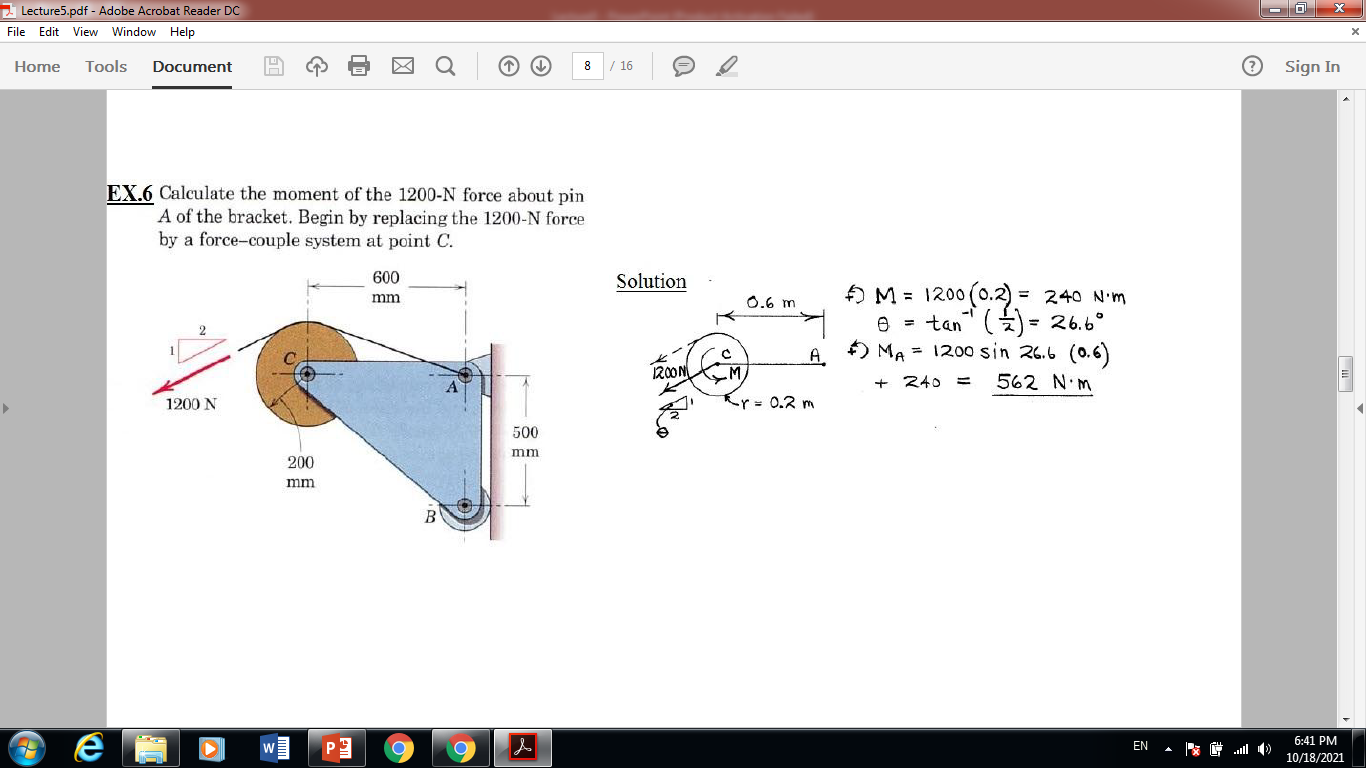 Lecture5.pdf - Adobe Acrobat Reader DC
File Edit View Window Help
Home Tools Document 8 / 16 Sign In
EX.6 Calculate the moment of the 1200-N force about pin
A of the bracket. Begin by replacing the 1200-N force
by a force–couple system at point C.
600
mm
2
1
C
A
1200 N
200
mm
500
mm
B
Solution
0.6 m
C
A
1200N
M
1
2
θ
r = 0.2 m
↶) M = 1200(0.2) = 240 N·m
θ = tan⁻¹ (1/2) = 26.6°
↶) MA = 1200 sin 26.6 (0.6)
+ 240 = 562 N·m
EN 6:41 PM
10/18/2021